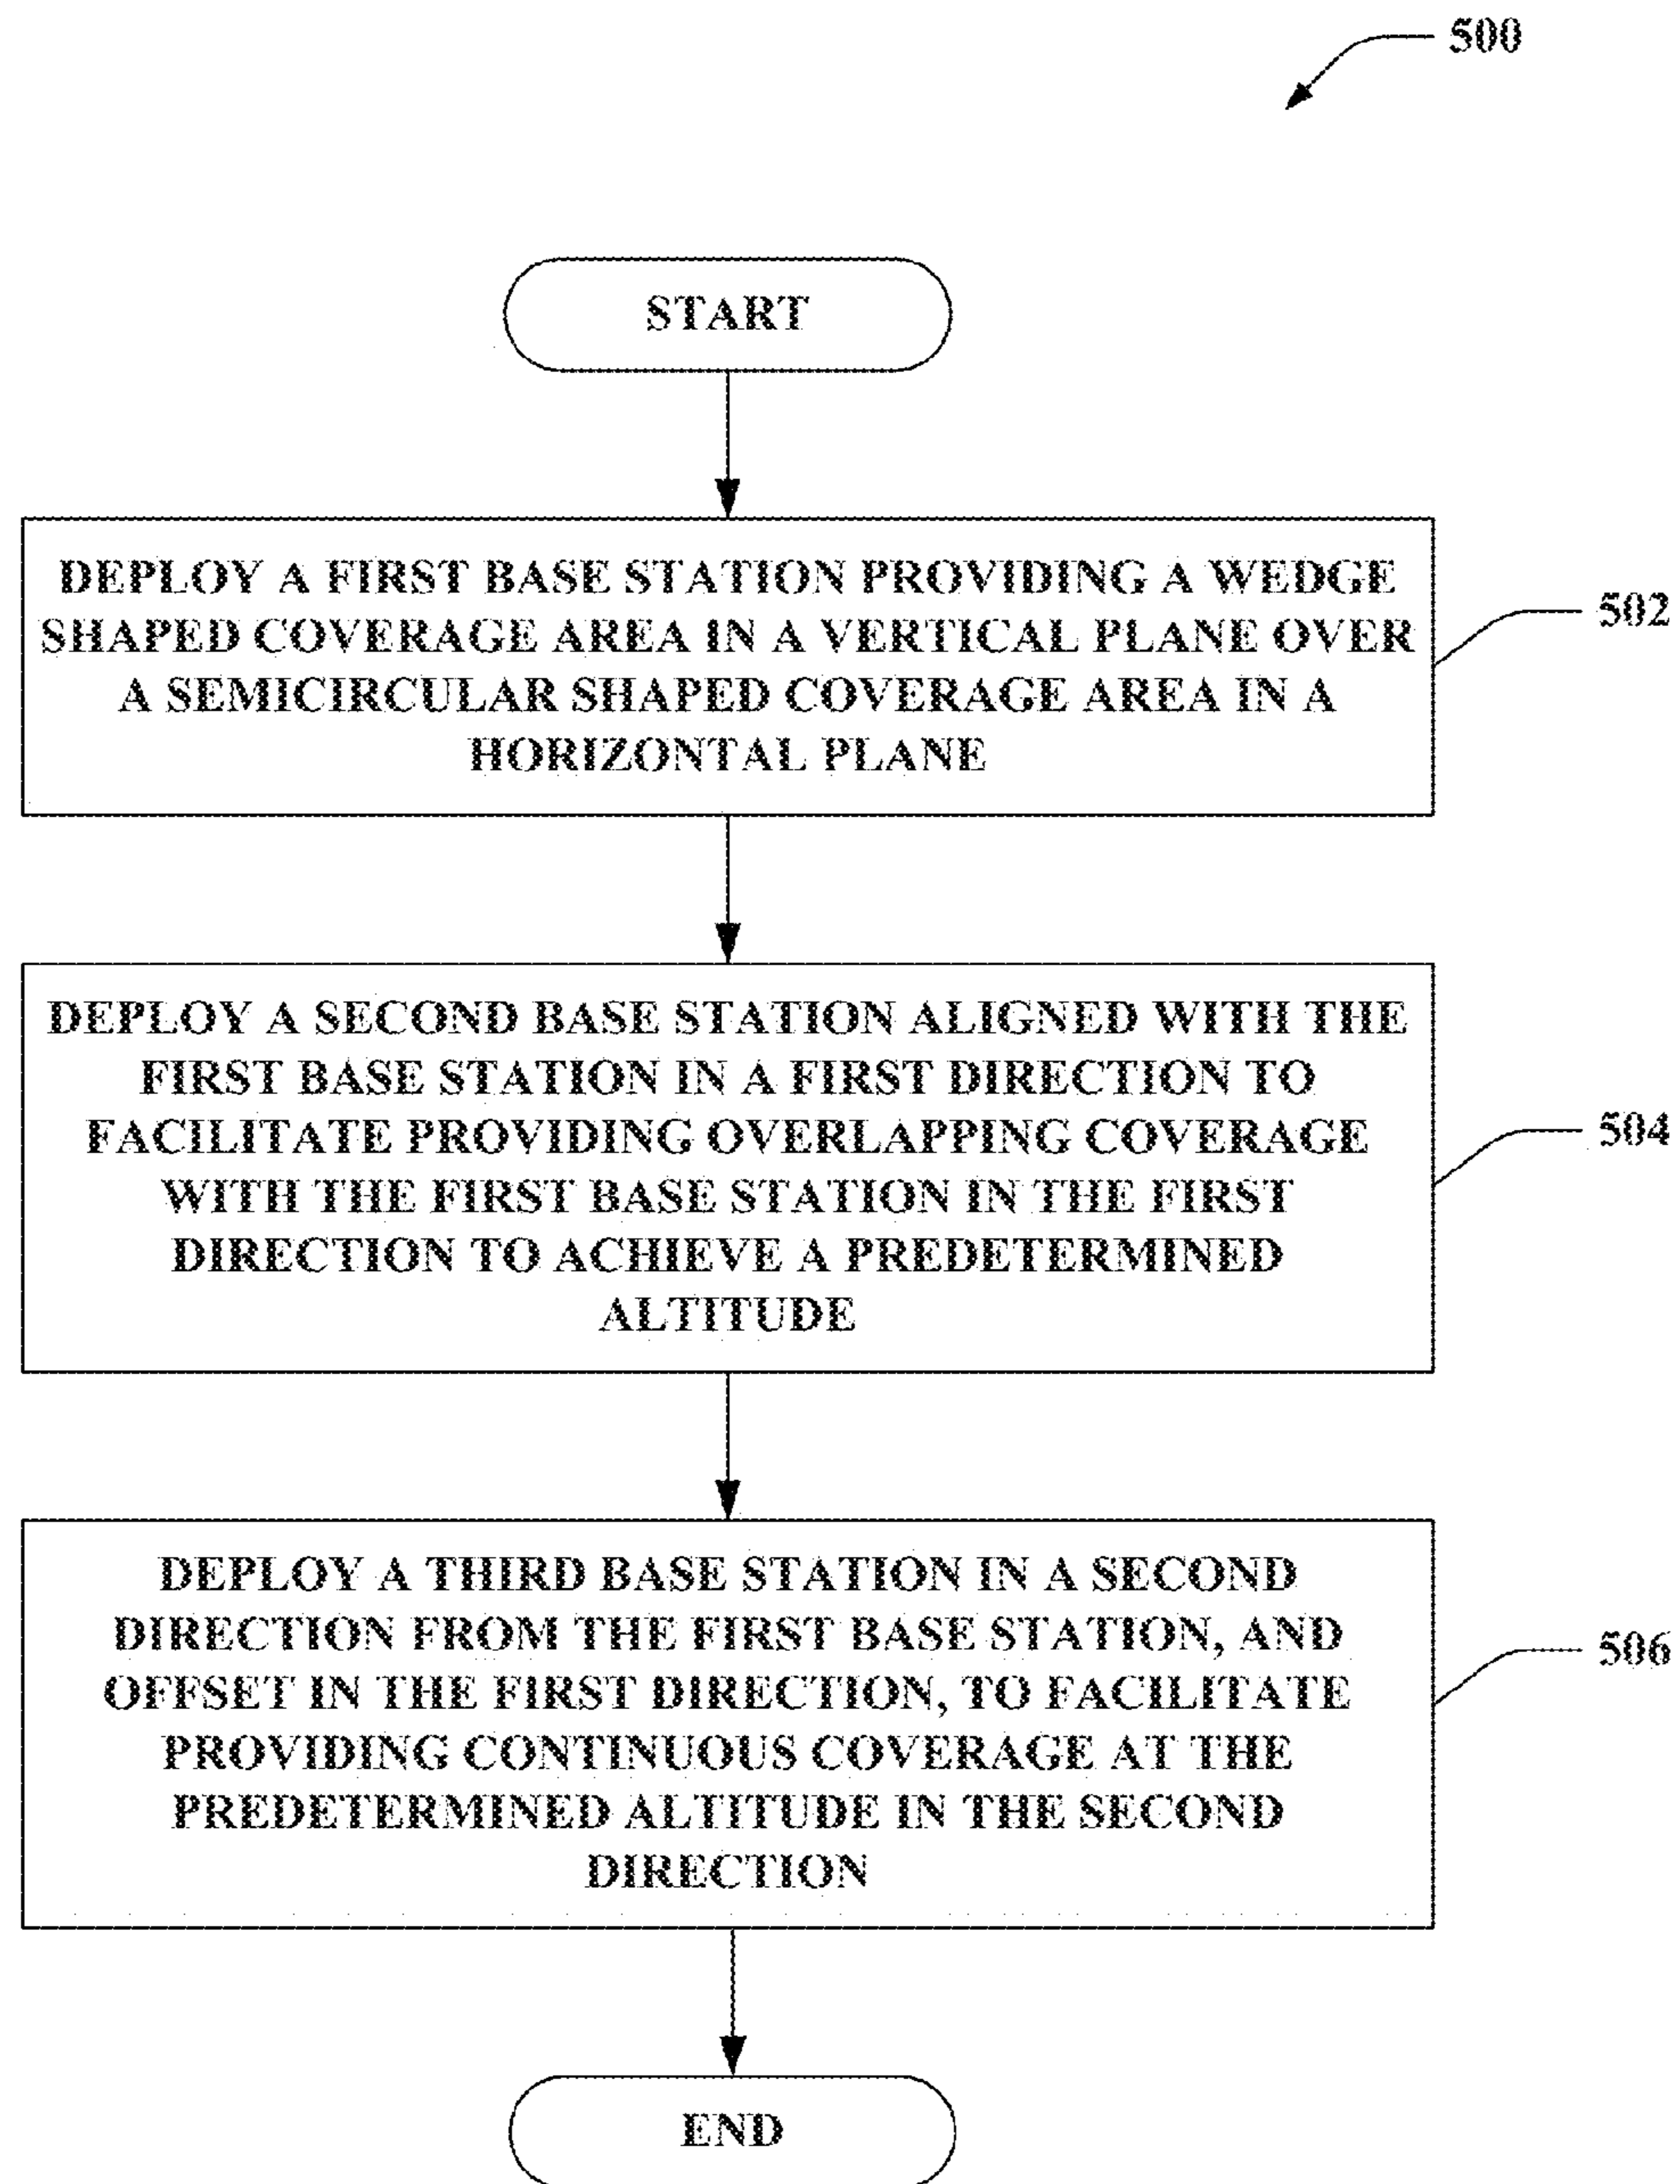 500
START
DEPLOY A FIRST BASE STATION PROVIDING A WEDGE
SHAPED COVERAGE AREA IN A VERTICAL PLANE OVER
A SEMICIRCULAR SHAPED COVERAGE AREA IN A
HORIZONTAL PLANE
502
DEPLOY A SECOND BASE STATION ALIGNED WITH THE
FIRST BASE STATION IN A FIRST DIRECTION TO
FACILITATE PROVIDING OVERLAPPING COVERAGE
WITH THE FIRST BASE STATION IN THE FIRST
DIRECTION TO ACHIEVE A PREDETERMINED
ALTITUDE
504
DEPLOY A THIRD BASE STATION IN A SECOND
DIRECTION FROM THE FIRST BASE STATION, AND
OFFSET IN THE FIRST DIRECTION, TO FACILITATE
PROVIDING CONTINUOUS COVERAGE AT THE
PREDETERMINED ALTITUDE IN THE SECOND
DIRECTION
506
END